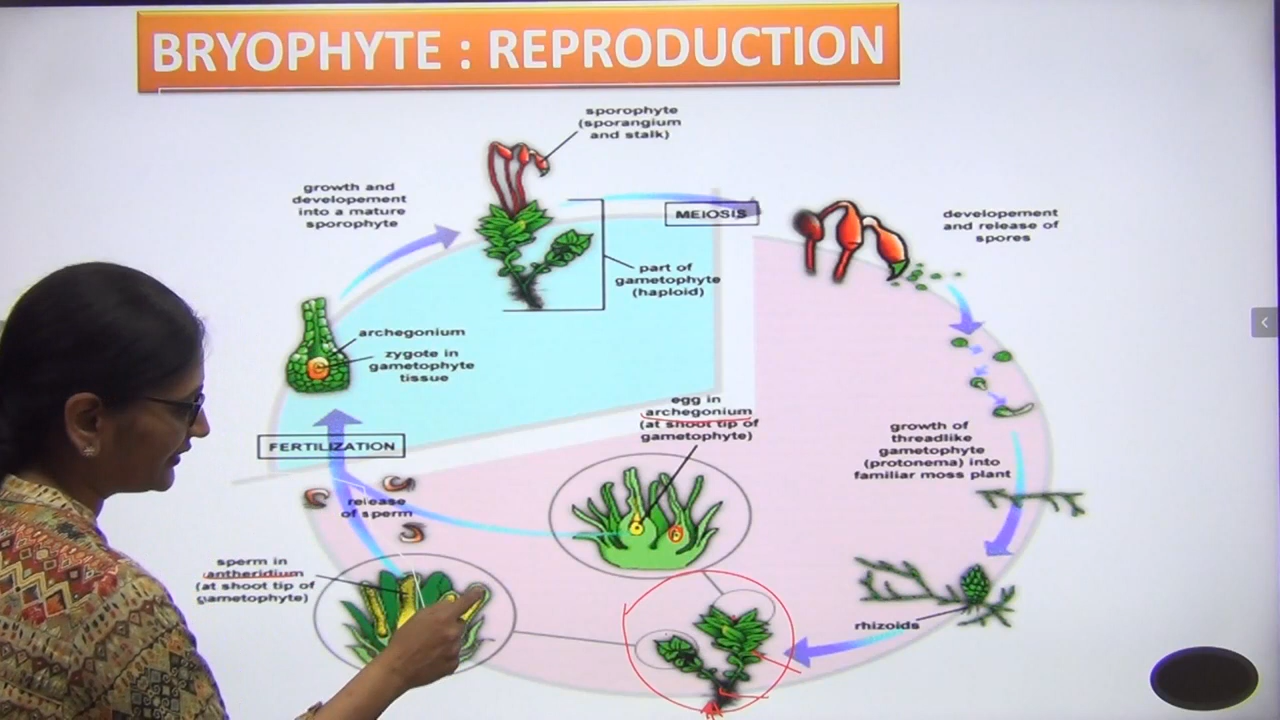 BRYOPHYTE : REPRODUCTION
sporophyte
(sporangium
and stalk)
growth and
developement
into a mature
sporophyte
MEIOSIS
developement
and release of
spores
part of
gametophyte
(haploid)
archegonium
zygote in
gametophyte
tissue
egg in
archegonium
(at shoot tip of
gametophyte)
growth of
threadlike
gametophyte
(protonema) into
familiar moss plant
FERTILIZATION
release
of sperm
sperm in
antheridium
(at shoot tip of
gametophyte)
rhizoids